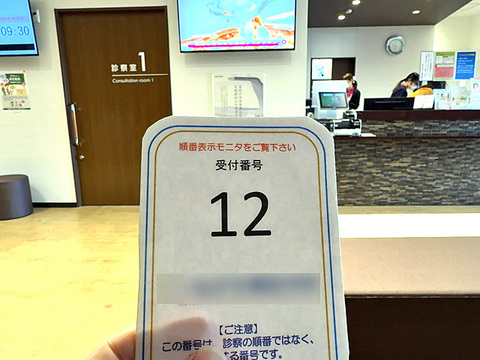 09:30
診察室 1
Consultation room 1
順番表示モニタをご覧下さい
受付番号
12
【ご注意】
この番号は、診察の順番ではなく、
る番号です。